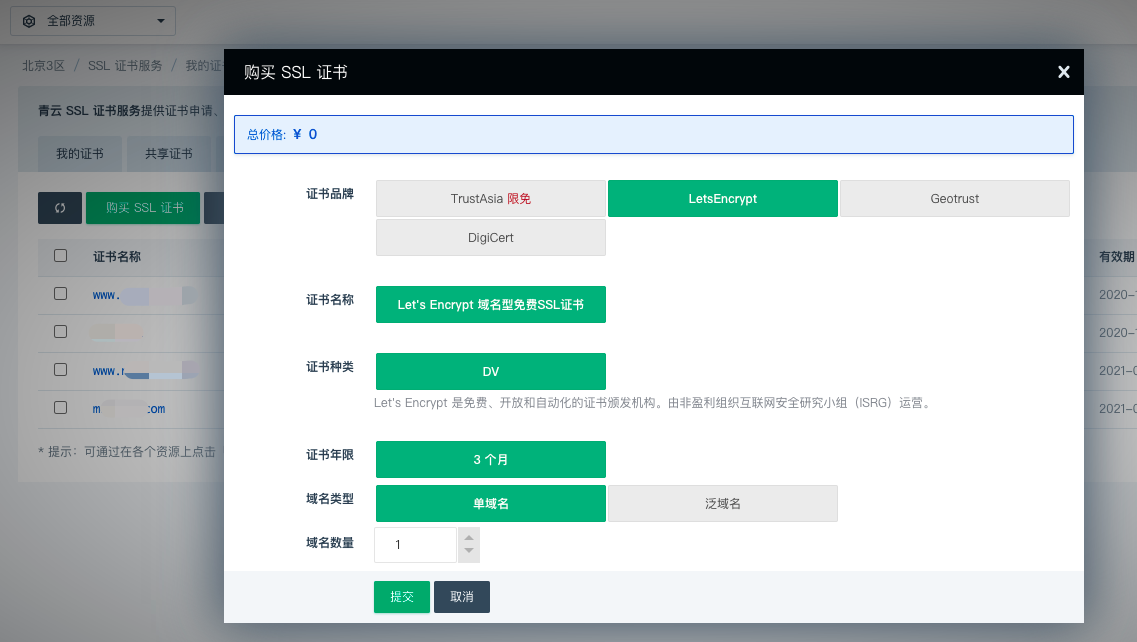 全部资源
北京3区 / SSL 证书服务 / 我的证
青云 SSL 证书服务提供证书申请、
我的证书 共享证书
购买 SSL 证书
证书名称
有效期
www.
2020-1
2020-
www.
2021-0
m com
2021-0
* 提示：可通过在各个资源上点击
购买 SSL 证书
总价格: ¥ 0
证书品牌
TrustAsia 限免
LetsEncrypt
Geotrust
DigiCert
证书名称
Let's Encrypt 域名型免费SSL证书
证书种类
DV
Let's Encrypt 是免费、开放和自动化的证书颁发机构。由非盈利组织互联网安全研究小组（ISRG）运营。
证书年限
3 个月
域名类型
单域名
泛域名
域名数量
1
提交
取消